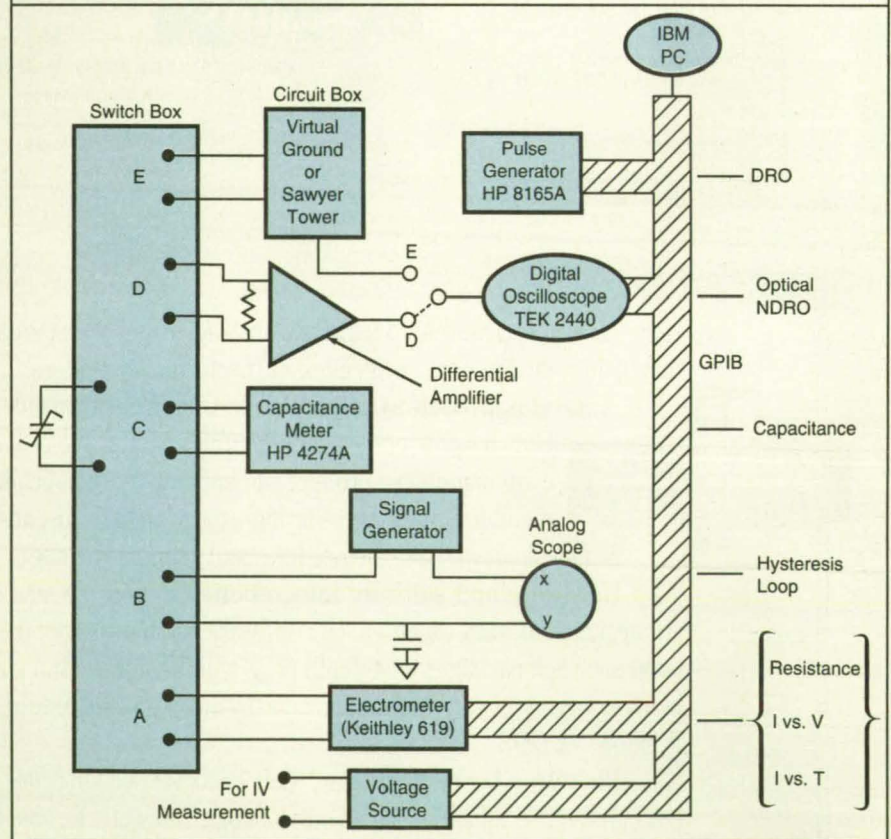 IBM
PC
Switch Box
Circuit Box
Virtual
Ground
or
Sawyer
Tower
Pulse
Generator
HP 8165A
E
DRO
D
E
D
Digital
Oscilloscope
TEK 2440
Optical
NDRO
GPIB
Differential
Amplifier
C
Capacitance
Meter
HP 4274A
Capacitance
Signal
Generator
Analog
Scope
x
y
B
Hysteresis
Loop
A
Electrometer
(Keithley 619)
Resistance
I vs. V
I vs. T
For IV
Measurement
Voltage
Source